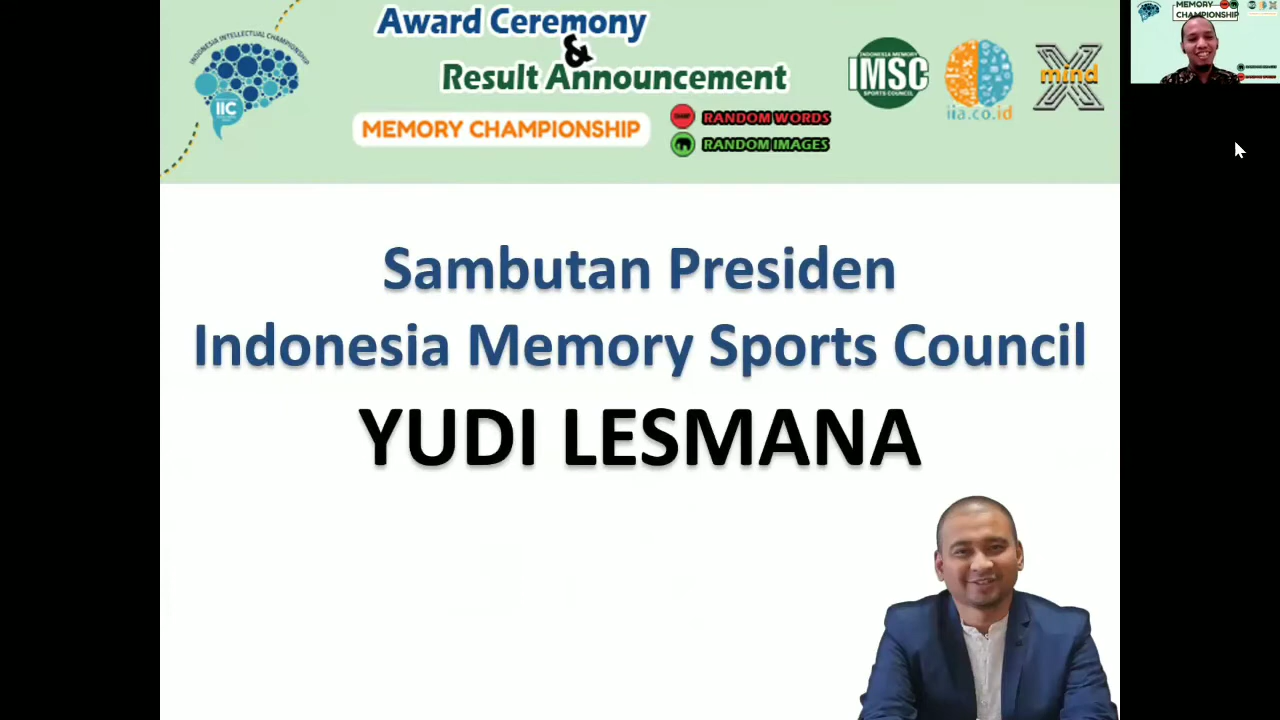 Award Ceremony
&
Result Announcement
MEMORY CHAMPIONSHIP
RANDOM WORDS
RANDOM IMAGES
INDONESIA INTELLECTUAL CHAMPIONSHIP
IIC
INDONESIA MEMORY
IMSC
SPORTS COUNCIL
iia.co.id
X
mind
MEMORY
CHAMPIONSHIP
Sambutan Presiden
Indonesia Memory Sports Council
YUDI LESMANA